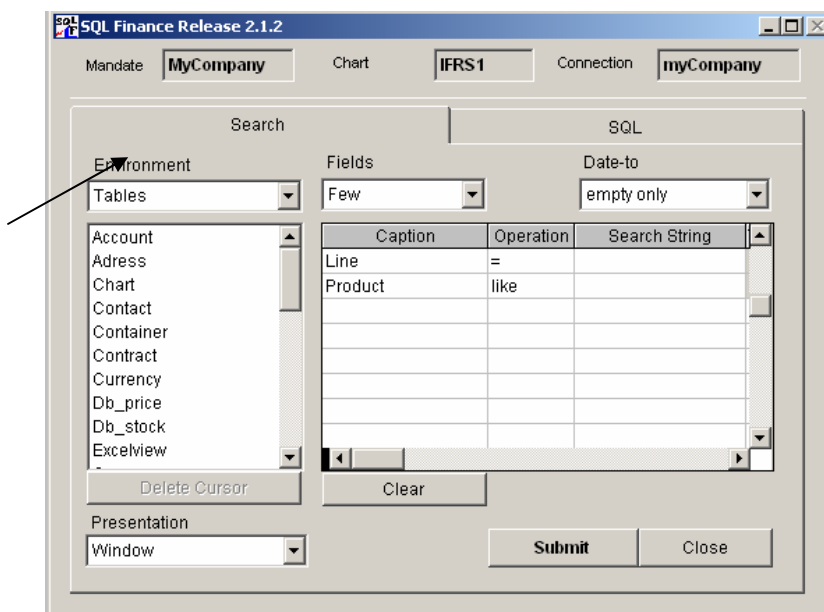 SQL Finance Release 2.1.2
Mandate MyCompany Chart IFRS1 Connection myCompany
Search SQL
Environment Fields Date-to
Tables Few empty only
Caption Operation Search String
Line =
Product like
Account
Adress
Chart
Contact
Container
Contract
Currency
Db_price
Db_stock
Excelview
Delete Cursor Clear
Presentation
Window Submit Close